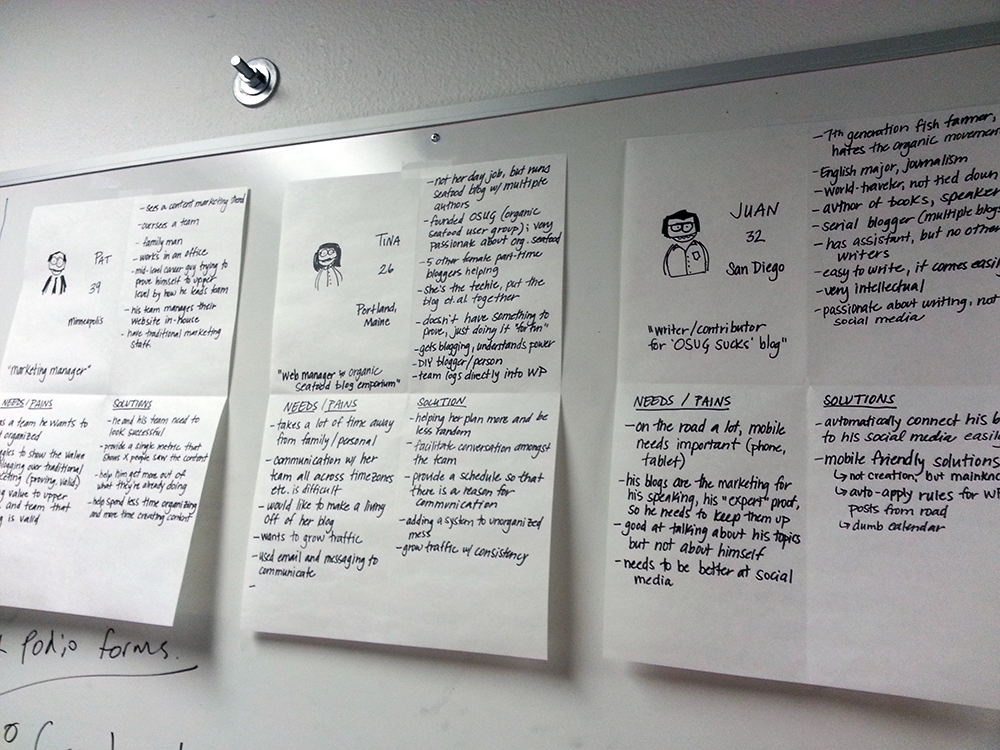 PAT
39
Minneapolis
"marketing manager"
- sees a content marketing trend
- oversees a team
- family man
- works in an office
- mid-level career guy trying to
prove himself to upper
level by how he leads team
- his team manages their
website in-house
- have traditional marketing
staff
NEEDS/PAINS
as a team he wants to
organized
to show the value
blogging over traditional
(proving valid)
value to upper
and team that
is valid
SOLUTIONS
- he and his team need to
look successful
- provide a single metric that
shows X people saw the content
- help him get more out of
what they're already doing
- help spend less time organizing
and more time creating content
TINA
26
Portland,
Maine
"Web manager organic
seafood blog emporium"
- not her day job, but runs
seafood blog w/ multiple
authors
- founded OSUG (organic
seafood user group); very
passionate about org. seafood
- 5 other female part-time
bloggers helping
- she's the techie, put the
blog et.al together
- doesn't have something to
prove, just doing it "for fun"
- gets blogging, understands power
- DIY blogger/person
- team logs directly into WP
NEEDS/PAINS
- takes a lot of time away
from family/personal
- communication w/ her
team all across timezones
etc. is difficult
- would like to make a living
off of her blog
- wants to grow traffic
- used email and messaging to
communicate
-
SOLUTION
- helping her plan more and be
less random
- facilitate conversation amongst
the team
- provide a schedule so that
there is a reason for
communication
- adding a system to unorganized
mess
- grow traffic w/ consistency
JUAN
32
San Diego
"writer/contributor
for 'OSUG SUCKS' blog"
- 7th generation fish farmer,
hates the organic movement
- English major, journalism
- world-traveler, not tied down
- author of books, speaker
- serial blogger (multiple blogs
- has assistant, but no other
writers
- easy to write, it comes easily
- very intellectual
- passionate about writing, not
social media
NEEDS / PAINS
- on the road a lot, mobile
needs important (phone,
tablet)
- his blogs are the marketing for
his speaking, his "expert" proof,
so he needs to keep them up
- good at talking about his topics
but not about himself
- needs to be better at social
media
SOLUTIONS
- automatically connect his b
to his social media easil
- mobile friendly solutions
↳ not creation, but
↳ auto-apply rules for WP
posts from road
↳ dumb calendar
Podio forms.